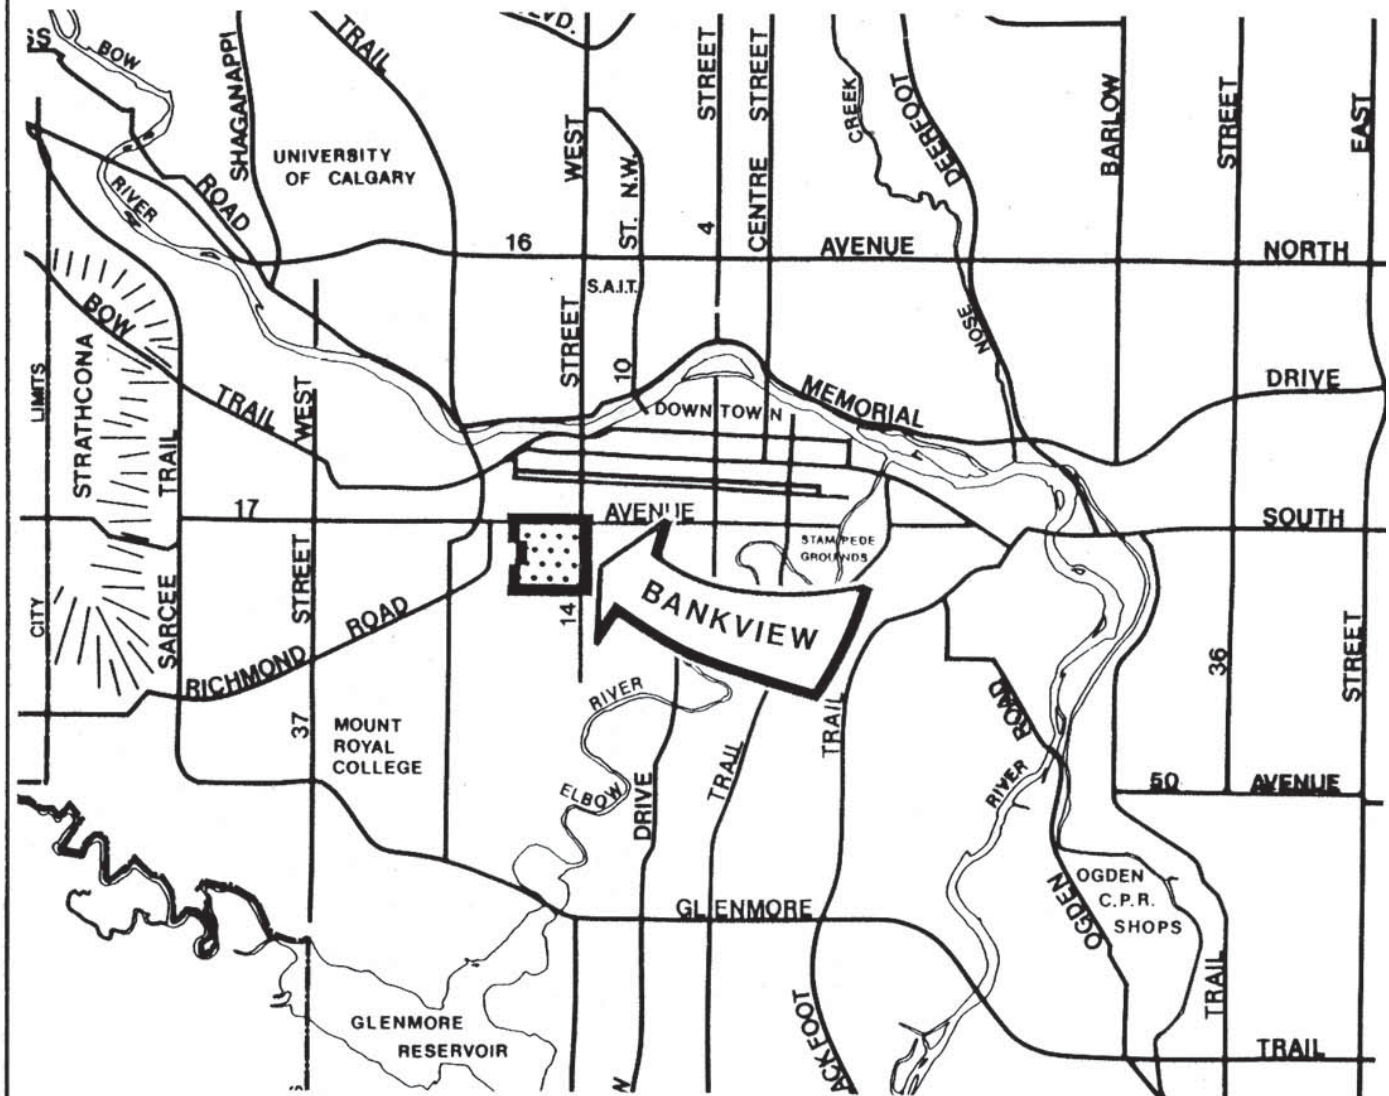 LVD.
SS
BOW
TRAIL
SHAGANAPPI
UNIVERSITY
OF CALGARY
RIVER
ROAD
WEST
STREET
ST. N.W.
10
STREET
4
CENTRE STREET
CREEK
DEERFOOT
NOSE
BARLOW
STREET
36
EAST
STREET
16
AVENUE
NORTH
S.A.I.T.
BOW
TRAIL
STRATHCONA
LIMITS
CITY
SARCEE
TRAIL
WEST
STREET
37
DOWNTOWN
MEMORIAL
DRIVE
17
AVENUE
SOUTH
STAMPEDE
GROUNDS
14
BANKVIEW
RICHMOND
ROAD
MOUNT
ROYAL
COLLEGE
RIVER
ELBOW
DRIVE
TRAIL
TRAIL
ROAD
RIVER
50
AVENUE
OGDEN
OGDEN
C.P.R.
SHOPS
TRAIL
GLENMORE
TRAIL
GLENMORE
RESERVOIR
ACKFOOT